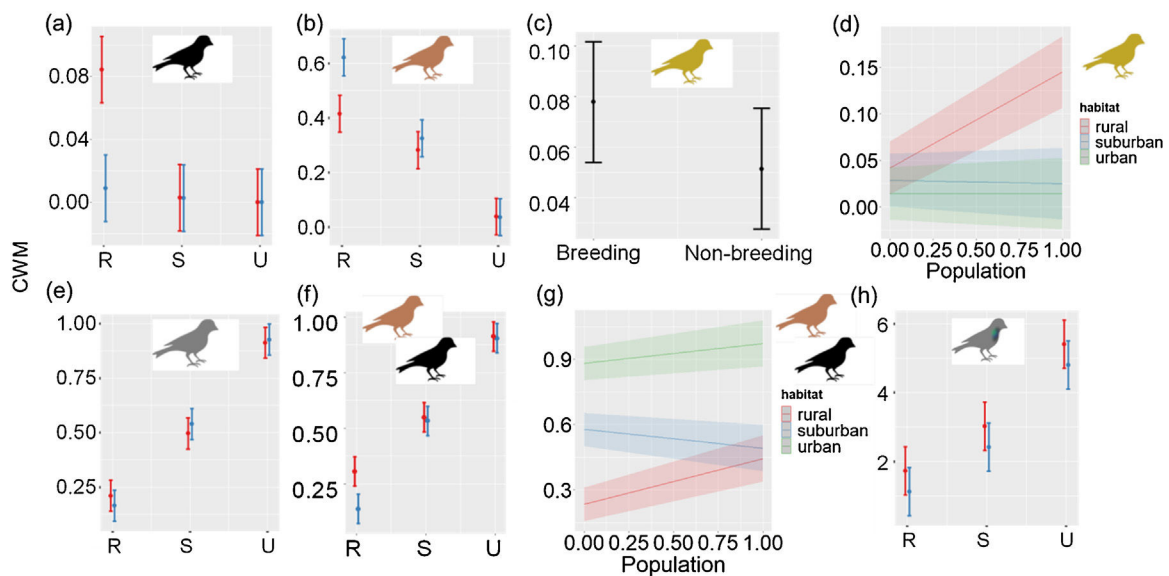 (a)
0.08
0.04
0.00
R S U
(b)
0.6
0.4
0.2
0.0
R S U
(c)
0.10
0.08
0.06
0.04
Breeding Non-breeding
(d)
0.15
0.10
0.05
0.00
0.00 0.25 0.50 0.75 1.00
Population
habitat
rural
suburban
urban
CWM
(e)
1.00
0.75
0.50
0.25
R S U
(f)
1.00
0.75
0.50
0.25
R S U
(g)
0.9
0.6
0.3
0.00 0.25 0.50 0.75 1.00
Population
habitat
rural
suburban
urban
(h)
6
4
2
R S U